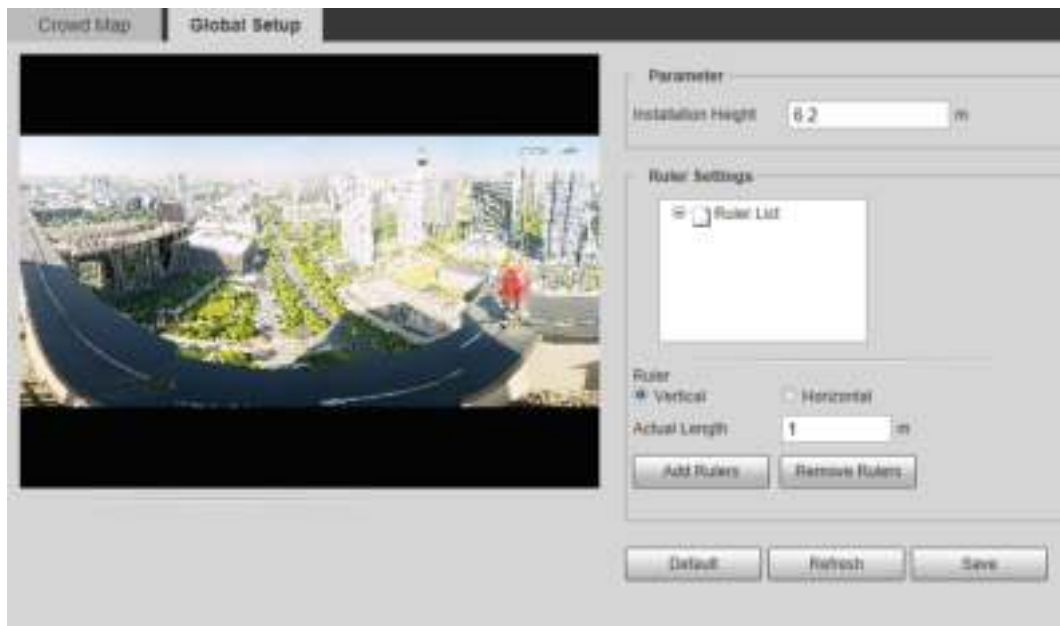 Crowd Map Global Setup
Parameter
Installation Height 6.2 m
Ruler Settings
Ruler List
Ruler
Vertical Horizontal
Actual Length 1 m
Add Rulers Remove Rulers
Default Refresh Save